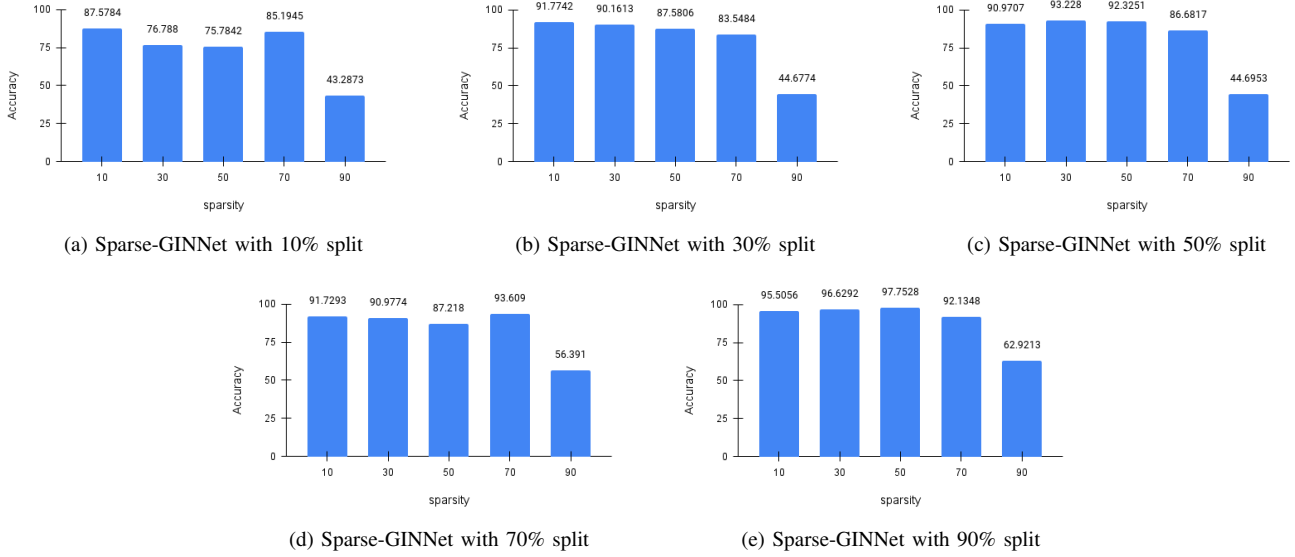 87.5784 76.788 75.7842 85.1945 43.2873
100
75
50
25
0
Accuracy
10 30 50 70 90
sparsity
(a) Sparse-GINNet with 10% split
91.7742 90.1613 87.5806 83.5484 44.6774
100
75
50
25
0
Accuracy
10 30 50 70 90
sparsity
(b) Sparse-GINNet with 30% split
90.9707 93.228 92.3251 86.6817 44.6953
100
75
50
25
0
Accuracy
10 30 50 70 90
sparsity
(c) Sparse-GINNet with 50% split
91.7293 90.9774 87.218 93.609 56.391
100
75
50
25
0
Accuracy
10 30 50 70 90
sparsity
(d) Sparse-GINNet with 70% split
95.5056 96.6292 97.7528 92.1348 62.9213
100
75
50
25
0
Accuracy
10 30 50 70 90
sparsity
(e) Sparse-GINNet with 90% split